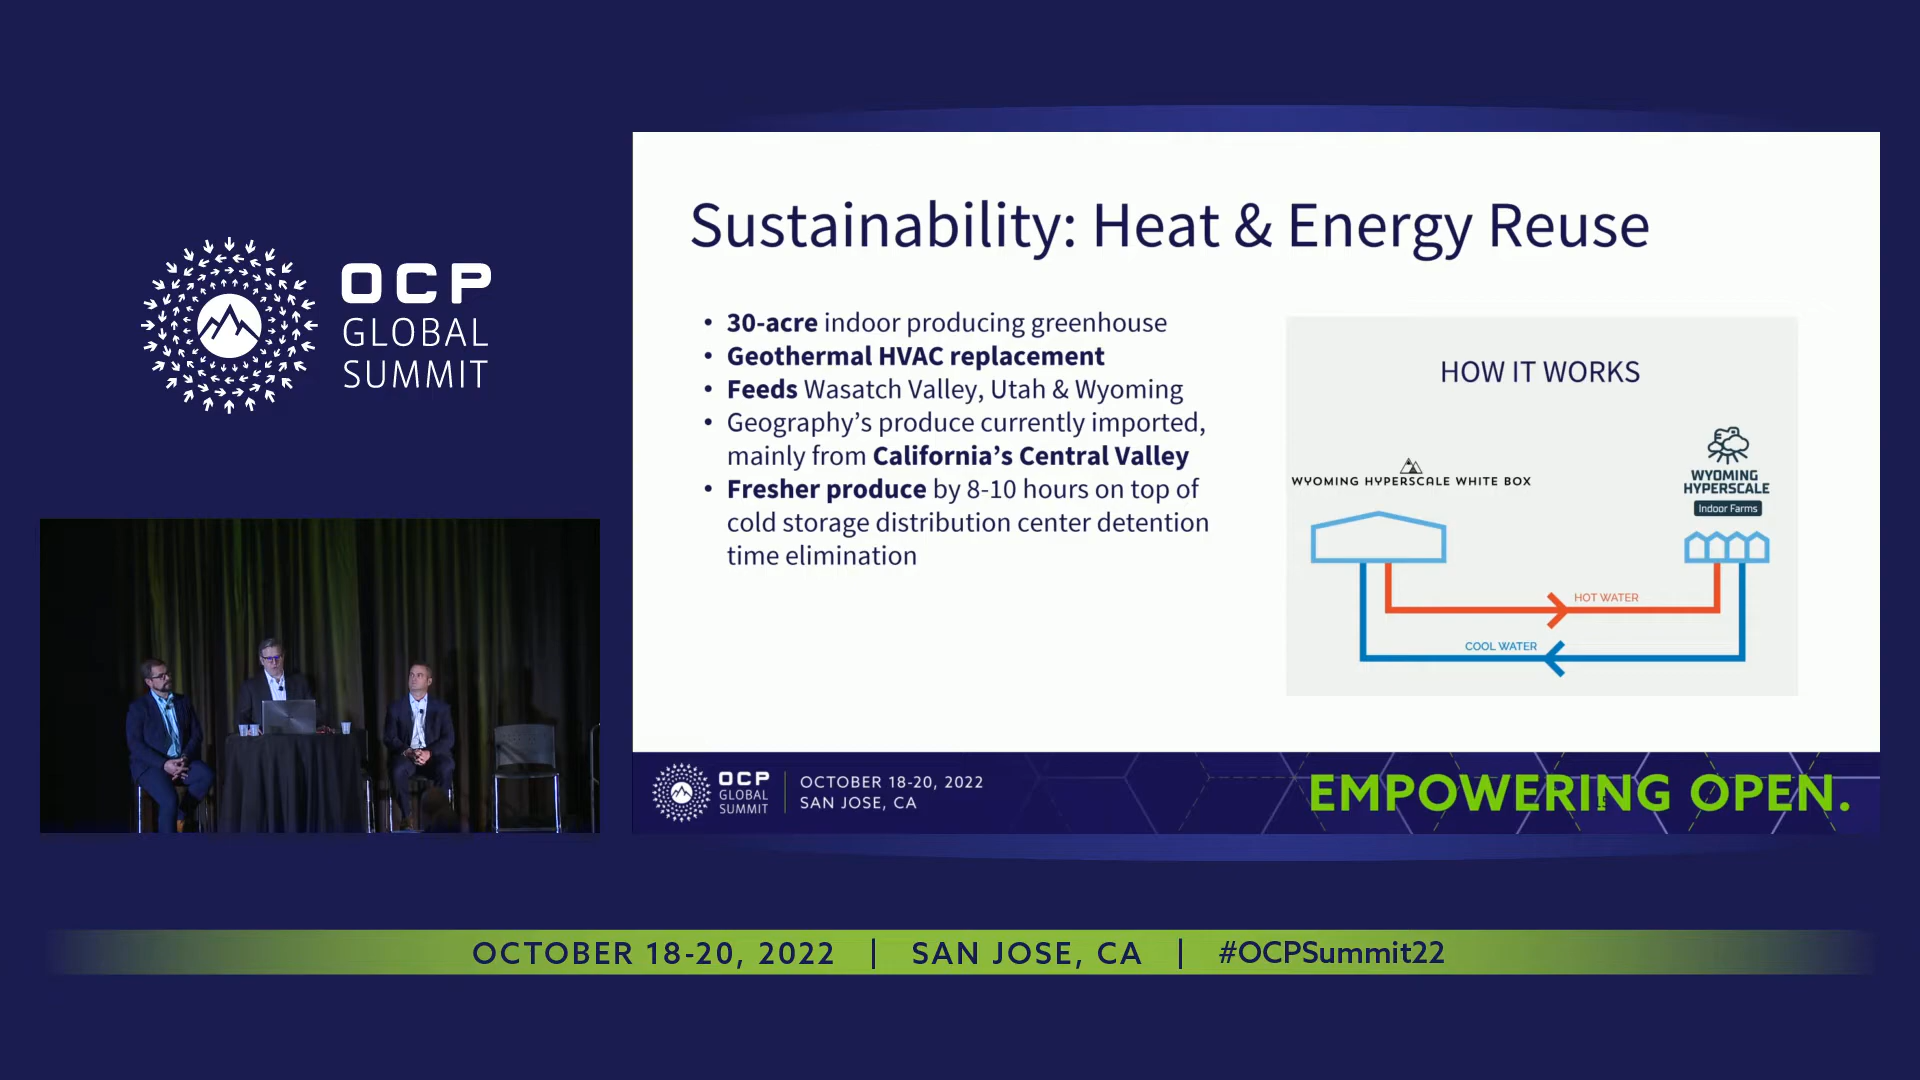 OCP
GLOBAL
SUMMIT
Sustainability: Heat & Energy Reuse
• 30-acre indoor producing greenhouse
• Geothermal HVAC replacement
• Feeds Wasatch Valley, Utah & Wyoming
• Geography’s produce currently imported,
mainly from California’s Central Valley
• Fresher produce by 8-10 hours on top of
cold storage distribution center detention
time elimination
HOW IT WORKS
WYOMING HYPERSCALE WHITE BOX
WYOMING
HYPERSCALE
Indoor Farms
HOT WATER
COOL WATER
OCP
GLOBAL
SUMMIT
OCTOBER 18-20, 2022
SAN JOSE, CA
EMPOWERING OPEN.
OCTOBER 18-20, 2022 | SAN JOSE, CA | #OCPSummit22